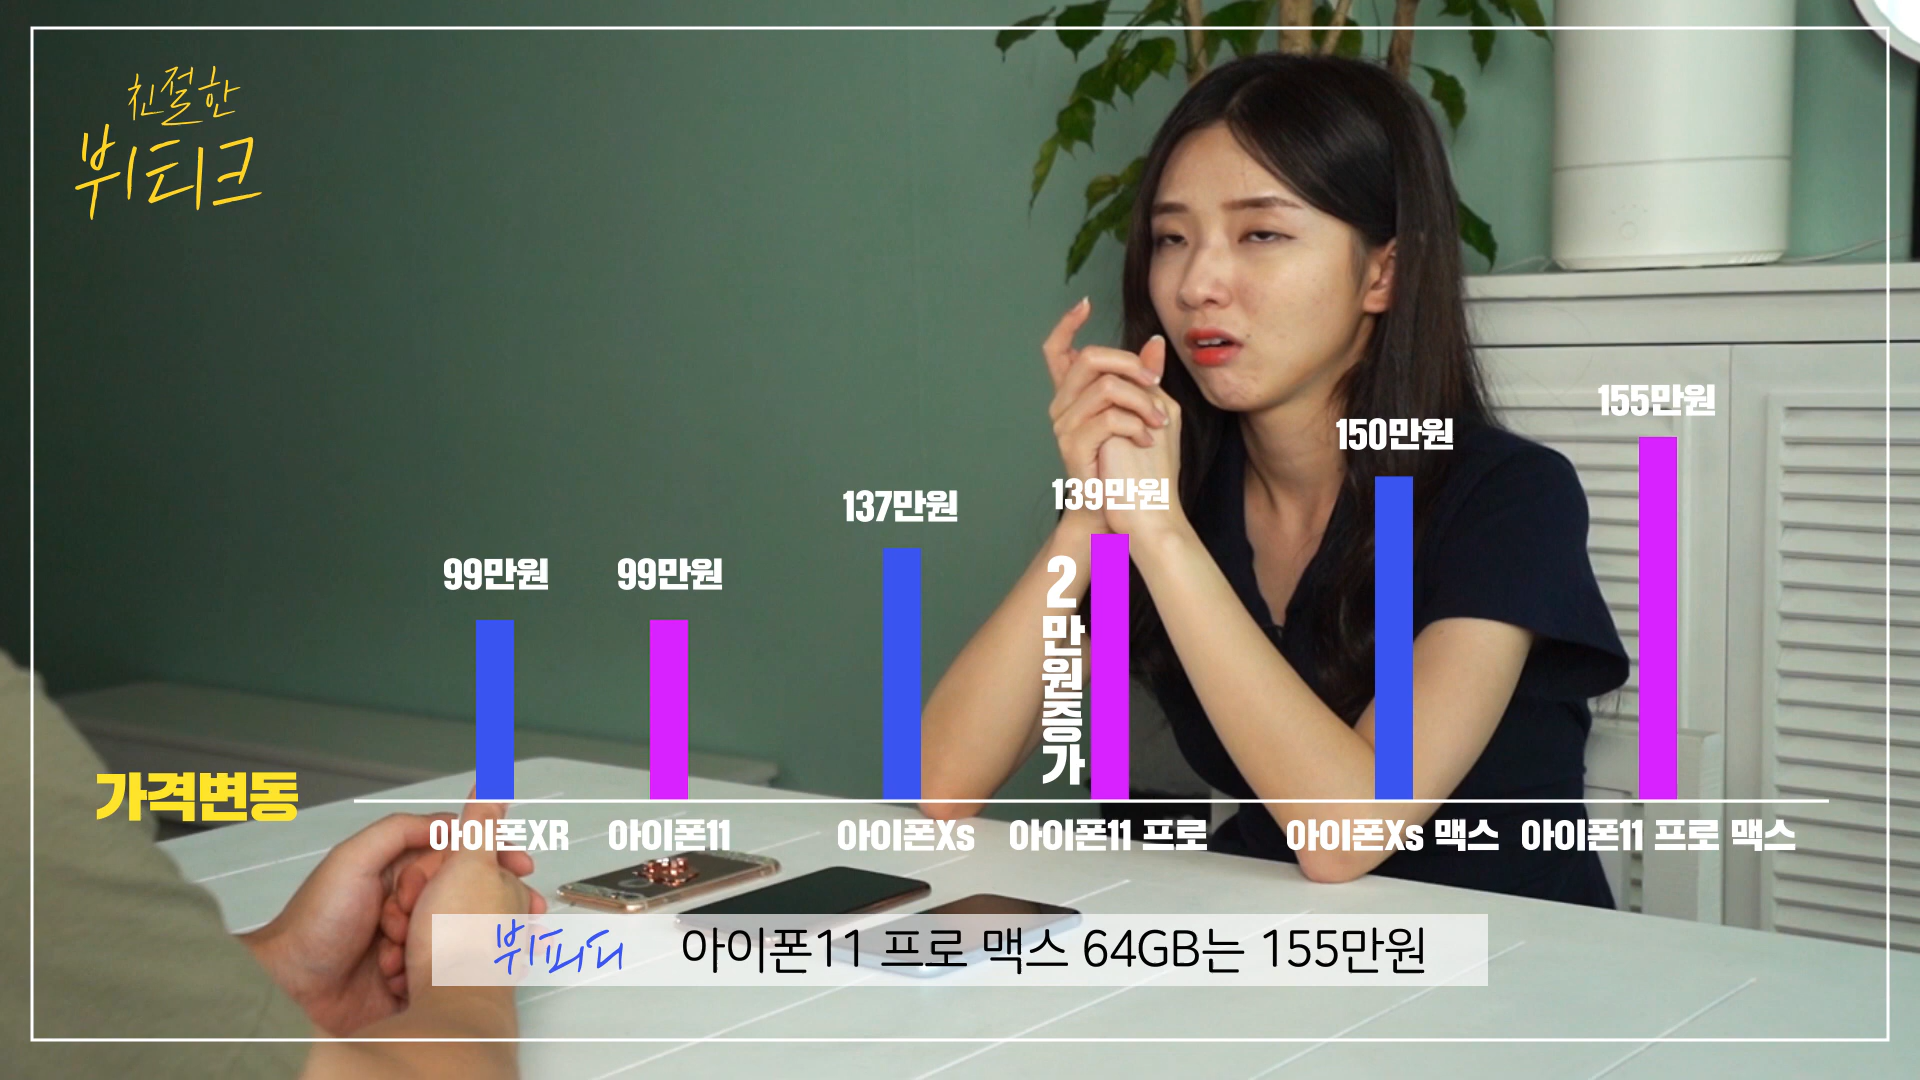 친절한
뷔티크
155만원
150만원
137만원
139만원
99만원
99만원
2만원증가
가격변동
아이폰XR
아이폰11
아이폰Xs
아이폰11 프로
아이폰Xs 맥스
아이폰11 프로 맥스
뷔피디
아이폰11 프로 맥스 64GB는 155만원